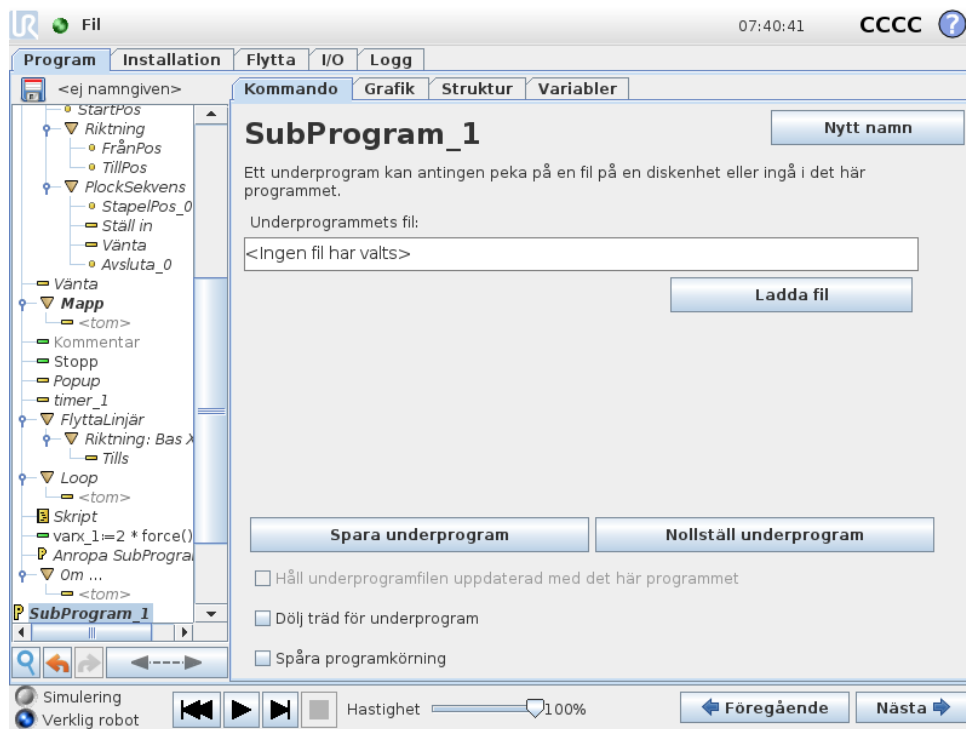 Fil
07:40:41
CCCC
?
Program
Installation
Flytta
I/O
Logg
<ej namngiven>
Kommando
Grafik
Struktur
Variabler
StartPos
Riktning
FrånPos
TillPos
PlockSekvens
StapelPos_0
Ställ in
Vänta
Avsluta_0
Vänta
Mapp
<tom>
Kommentar
Stopp
Popup
timer_1
FlyttaLinjär
Riktning: Bas X
Tills
Loop
<tom>
Skript
varx_1:=2 * force()
Anropa SubProgra
Om ...
<tom>
SubProgram_1
SubProgram_1
Nytt namn
Ett underprogram kan antingen peka på en fil på en diskenhet eller ingå i det här
programmet.
Underprogrammets fil:
<Ingen fil har valts>
Ladda fil
Spara underprogram
Nollställ underprogram
Håll underprogramfilen uppdaterad med det här programmet
Dölj träd för underprogram
Spåra programkörning
Simulering
Verklig robot
Hastighet
100%
Föregående
Nästa